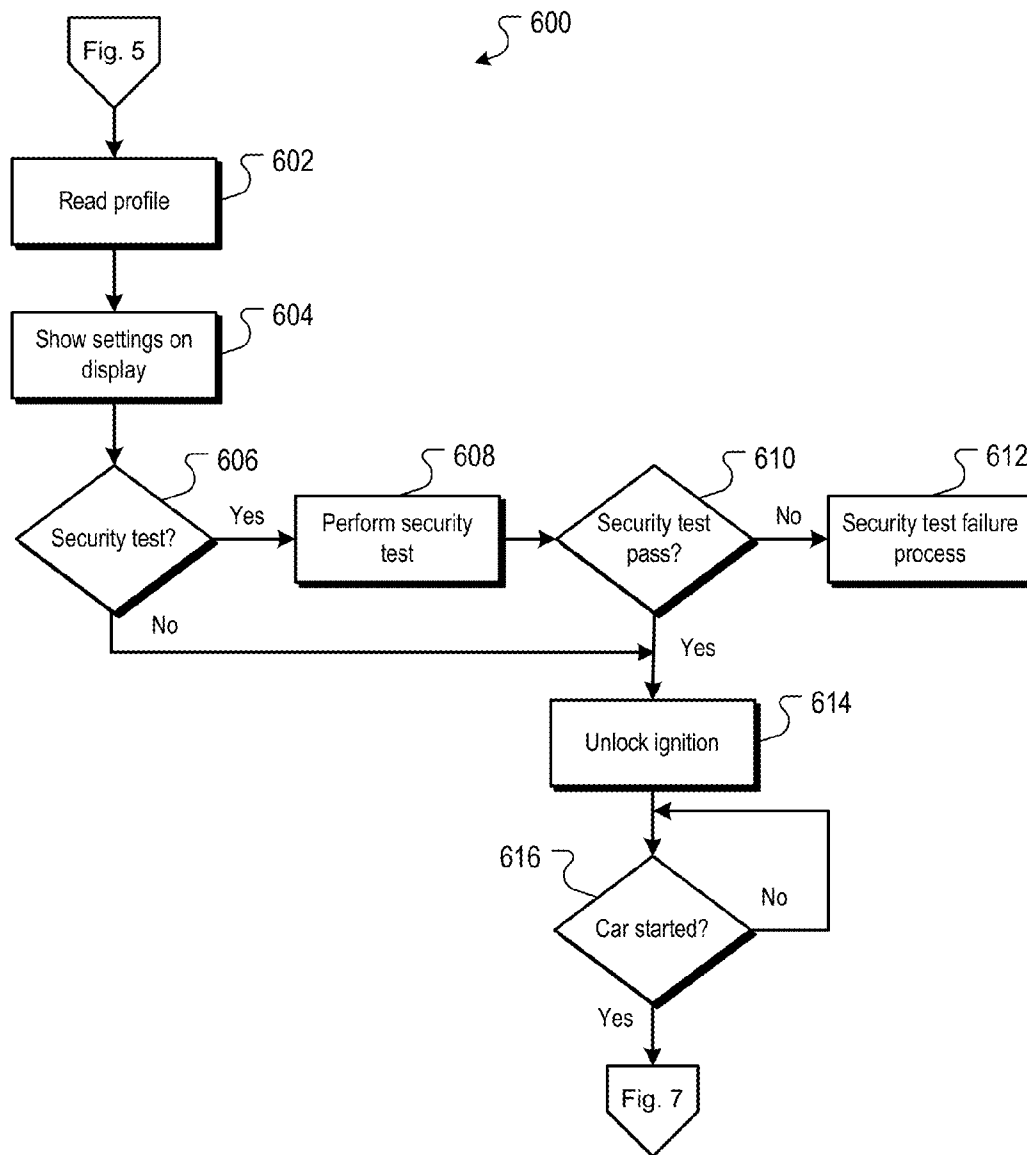 600
Fig. 5
602
Read profile
604
Show settings on
display
606
608
610
612
Security test?
Yes
Perform security
test
Security test
pass?
No
Security test failure
process
No
Yes
614
Unlock ignition
616
Car started?
No
Yes
Fig. 7